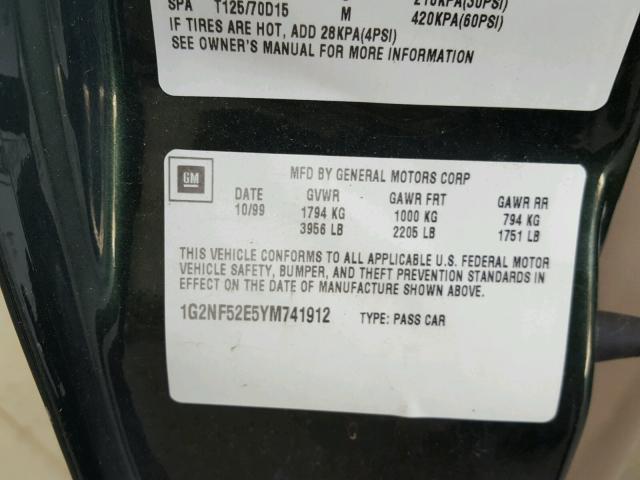 SPA T125/70D15 M 420KPA(60PSI)
IF TIRES ARE HOT, ADD 28KPA(4PSI)
SEE OWNER'S MANUAL FOR MORE INFORMATION
GM
MFD BY GENERAL MOTORS CORP
DATE GVWR GAWR FRT GAWR RR
10/99 1794 KG 1000 KG 794 KG
3956 LB 2205 LB 1751 LB
THIS VEHICLE CONFORMS TO ALL APPLICABLE U.S. FEDERAL MOTOR
VEHICLE SAFETY, BUMPER, AND THEFT PREVENTION STANDARDS IN
EFFECT ON THE DATE OF MANUFACTURE SHOWN ABOVE.
1G2NF52E5YM741912 TYPE: PASS CAR